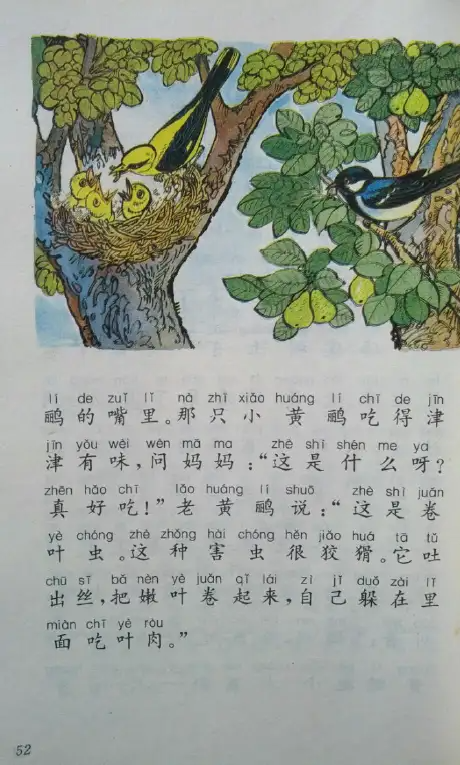 lí de zuǐ lǐ nà zhī xiǎo huáng lí chī de jīn
鹂的嘴里。那只小黄鹂吃得津
jīn yǒu wèi wèn mā ma zhè shì shén me ya
津有味,问妈妈:“这是什么呀?
zhēn hǎo chī lǎo huáng lí shuō zhè shì juǎn
真好吃!”老黄鹂说:“这是卷
yè chóng zhè zhǒng hài chóng hěn jiǎo huá tā tǔ
叶虫。这种害虫很狡猾。它吐
chū sī bǎ nèn yè juǎn qǐ lái zì jǐ duǒ zài lǐ
出丝,把嫩叶卷起来,自己躲在里
miàn chī yè ròu
面吃叶肉。”
52